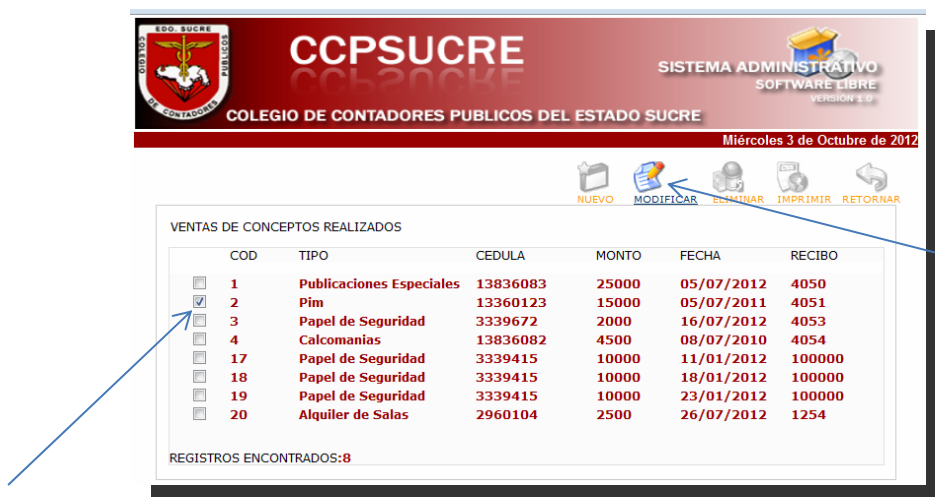 EDO. SUCRE
COLEGIO
PUBLICOS
DE CONTADORES
CCPSUCRE
SISTEMA ADMINISTRATIVO
SOFTWARE LIBRE
VERSION 1.0
COLEGIO DE CONTADORES PUBLICOS DEL ESTADO SUCRE
Miércoles 3 de Octubre de 2012
NUEVO MODIFICAR ELIMINAR IMPRIMIR RETORNAR
VENTAS DE CONCEPTOS REALIZADOS
COD TIPO CEDULA MONTO FECHA RECIBO
1 Publicaciones Especiales 13836083 25000 05/07/2012 4050
2 Pim 13360123 15000 05/07/2011 4051
3 Papel de Seguridad 3339672 2000 16/07/2012 4053
4 Calcomanias 13836082 4500 08/07/2010 4054
17 Papel de Seguridad 3339415 10000 11/01/2012 100000
18 Papel de Seguridad 3339415 10000 18/01/2012 100000
19 Papel de Seguridad 3339415 10000 23/01/2012 100000
20 Alquiler de Salas 2960104 2500 26/07/2012 1254
REGISTROS ENCONTRADOS:8